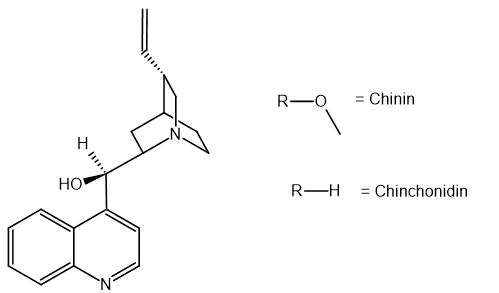 H
HO
N
N
R O = Chinin
R H = Chinchonidin